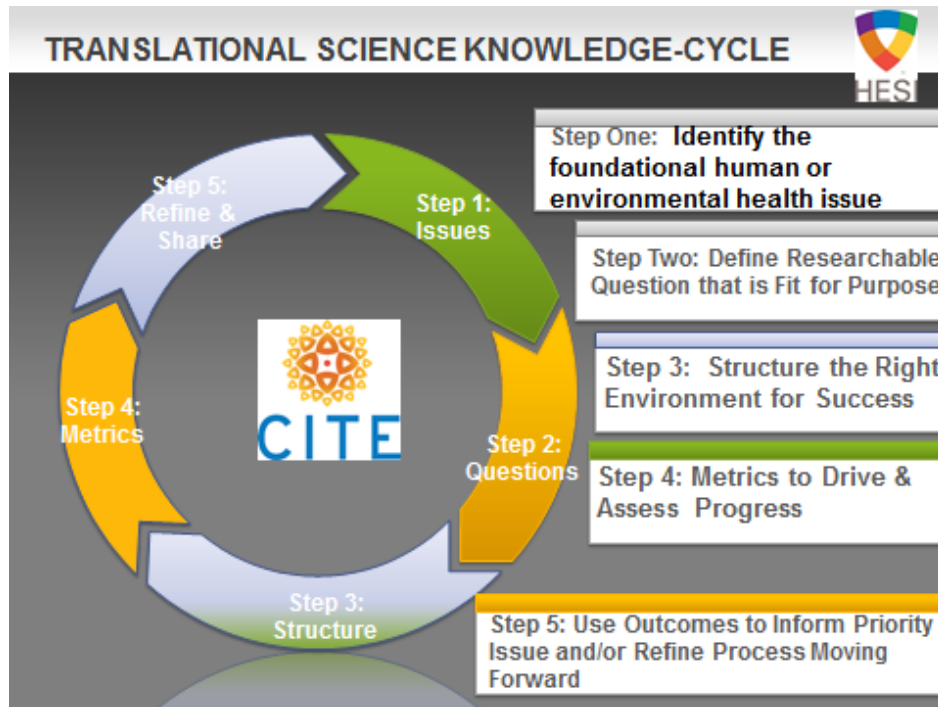 TRANSLATIONAL SCIENCE KNOWLEDGE-CYCLE
HESI
Step One: Identify the
foundational human or
environmental health issue
Step Two: Define Researchable
Question that is Fit for Purpose
Step 3: Structure the Right
Environment for Success
Step 4: Metrics to Drive &
Assess Progress
Step 5: Use Outcomes to Inform Priority
Issue and/or Refine Process Moving
Forward
Step 1:
Issues
Step 2:
Questions
Step 3:
Structure
Step 4:
Metrics
Step 5:
Refine &
Share
CITE